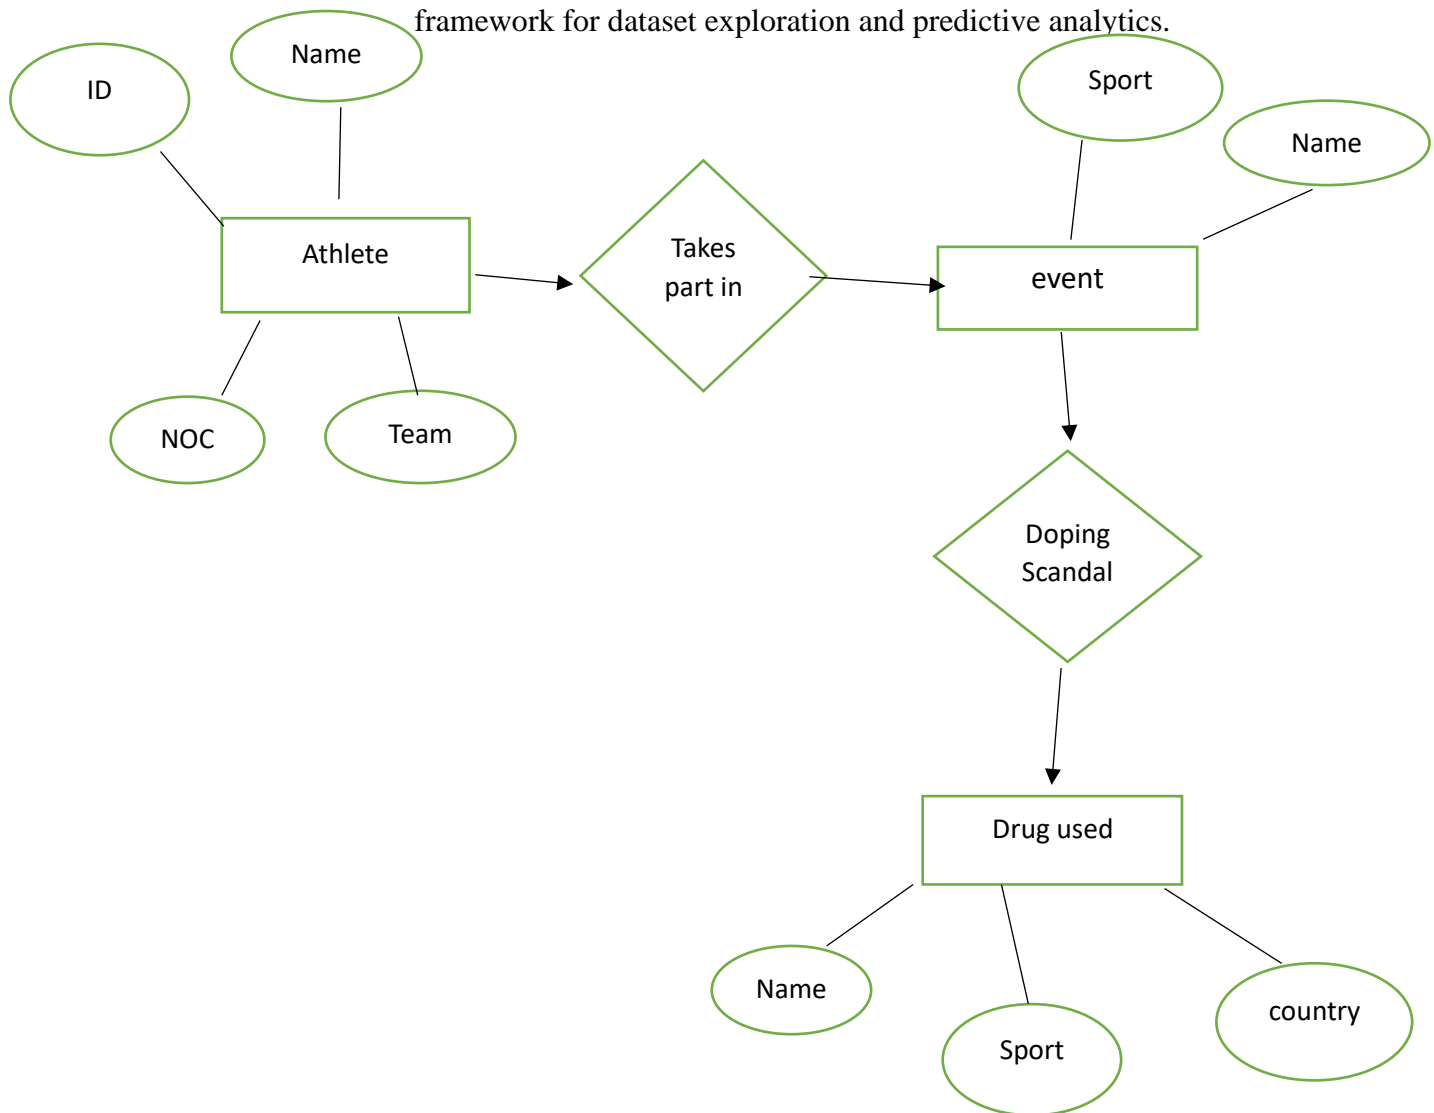 framework for dataset exploration and predictive analytics.
ID
Name
Sport
Name
Athlete
Takes
part in
event
NOC
Team
Doping
Scandal
Drug used
Name
Sport
country